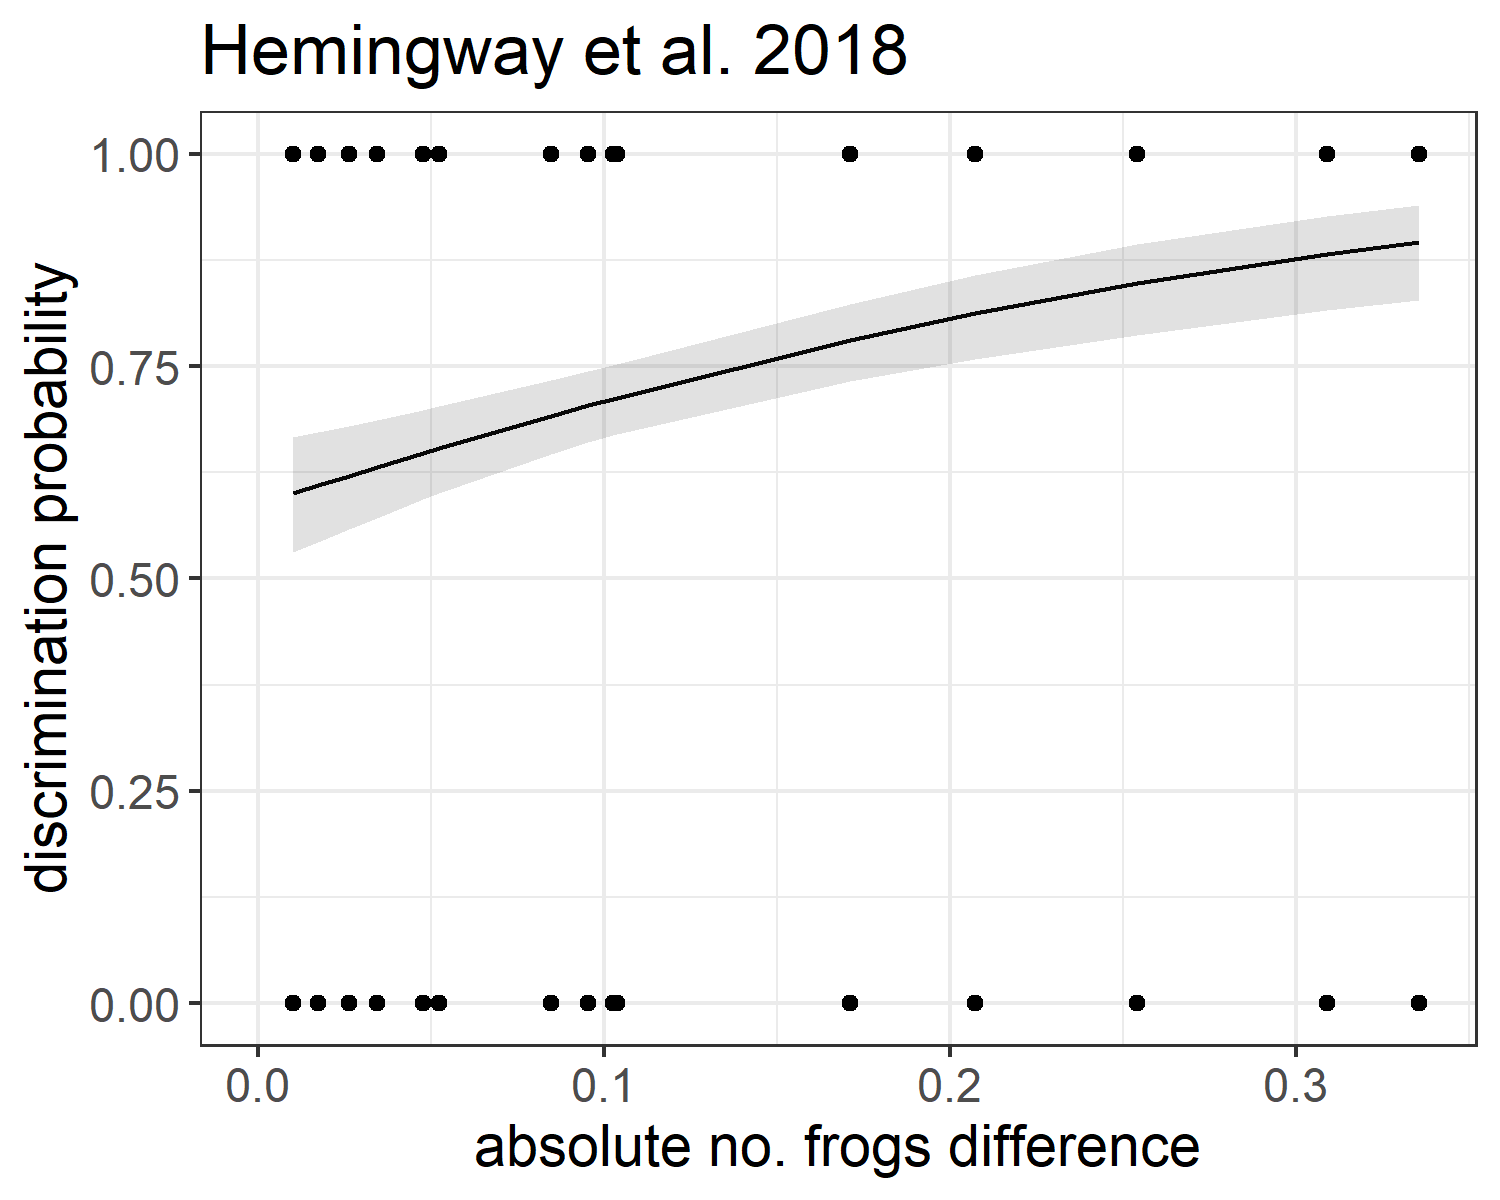 Hemingway et al. 2018
1.00
0.75
0.50
0.25
0.00
discrimination probability
0.0 0.1 0.2 0.3
absolute no. frogs difference